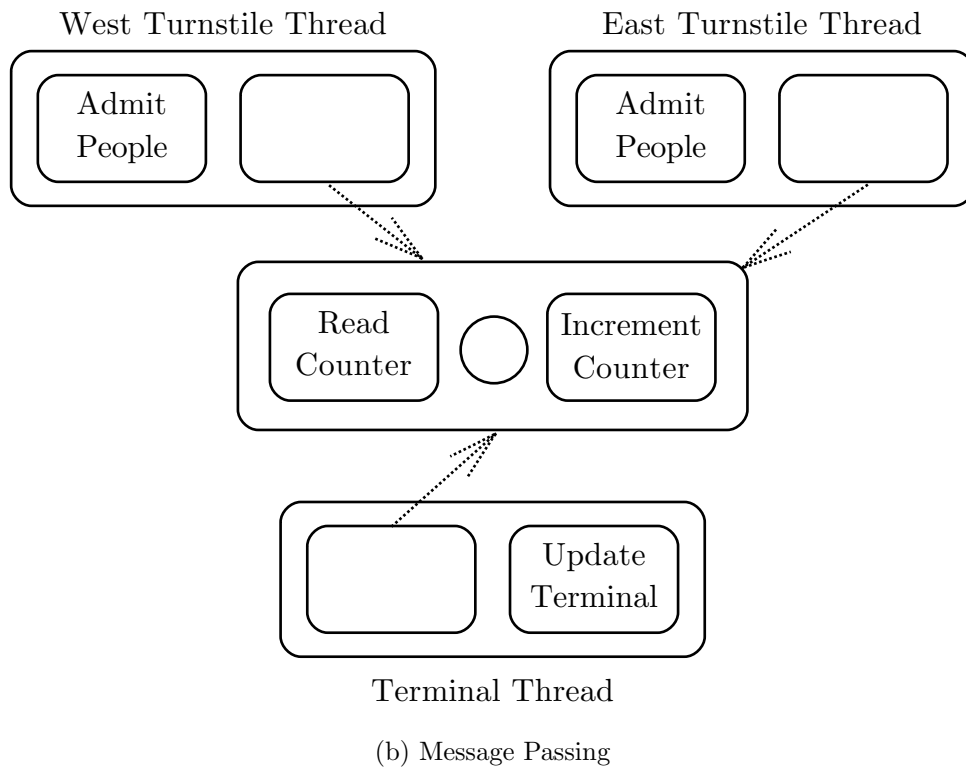 West Turnstile Thread
East Turnstile Thread
Admit
People
Admit
People
Read
Counter
Increment
Counter
Update
Terminal
Terminal Thread
(b) Message Passing